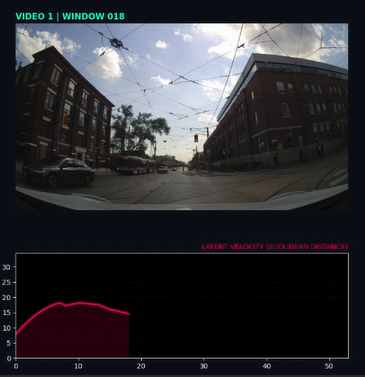 VIDEO 1 | WINDOW 018
LATENT VELOCITY (EUCLIDEAN DISTANCE)
30
25
20
15
10
5
0
0 10 20 30 40 50